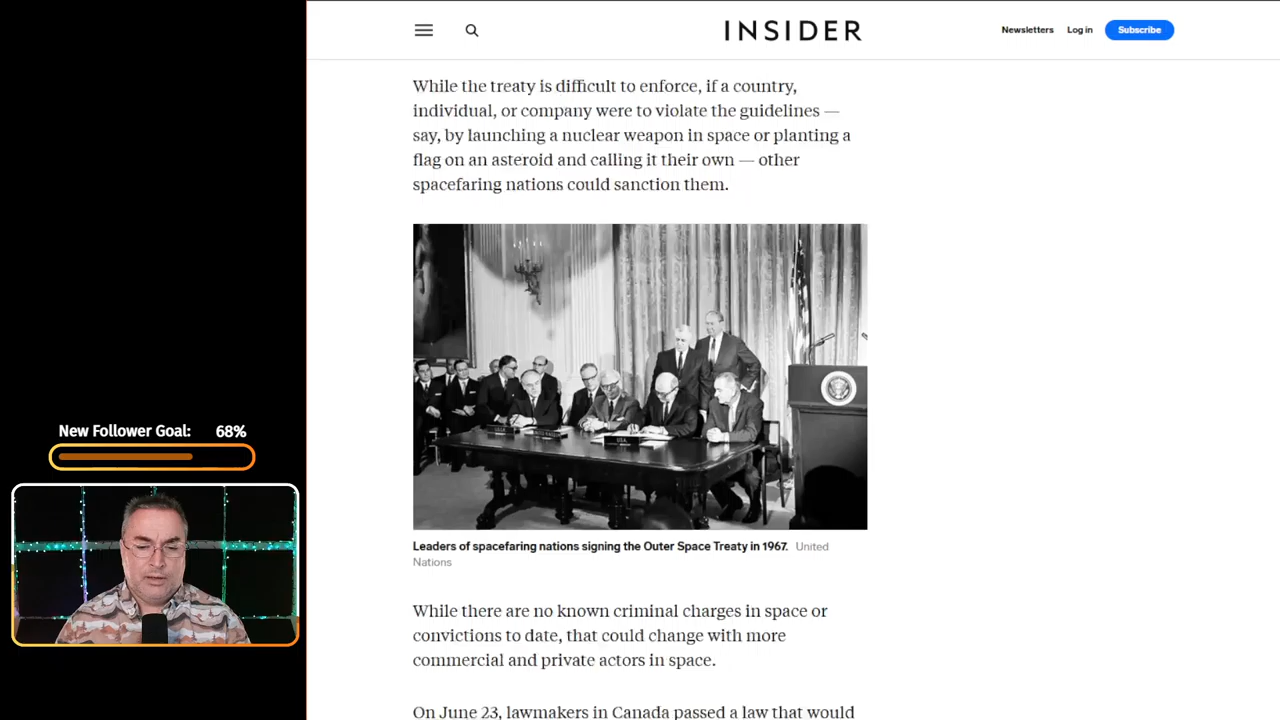 INSIDER
Newsletters
Log in
Subscribe
While the treaty is difficult to enforce, if a country,
individual, or company were to violate the guidelines —
say, by launching a nuclear weapon in space or planting a
flag on an asteroid and calling it their own — other
spacefaring nations could sanction them.
U.S.A.
Leaders of spacefaring nations signing the Outer Space Treaty in 1967. United
Nations
While there are no known criminal charges in space or
convictions to date, that could change with more
commercial and private actors in space.
On June 23, lawmakers in Canada passed a law that would
New Follower Goal: 68%